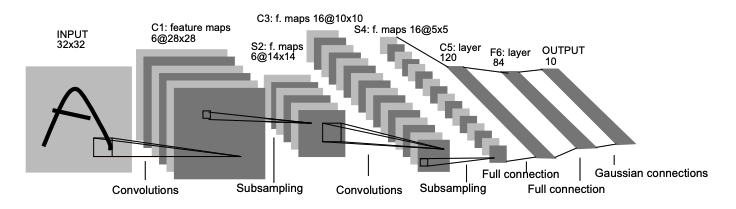 INPUT
32x32
C1: feature maps
6@28x28
S2: f. maps
6@14x14
C3: f. maps 16@10x10
S4: f. maps 16@5x5
C5: layer
120
F6: layer
84
OUTPUT
10
A
Convolutions
Subsampling
Convolutions
Subsampling
Full connection
Full connection
Gaussian connections